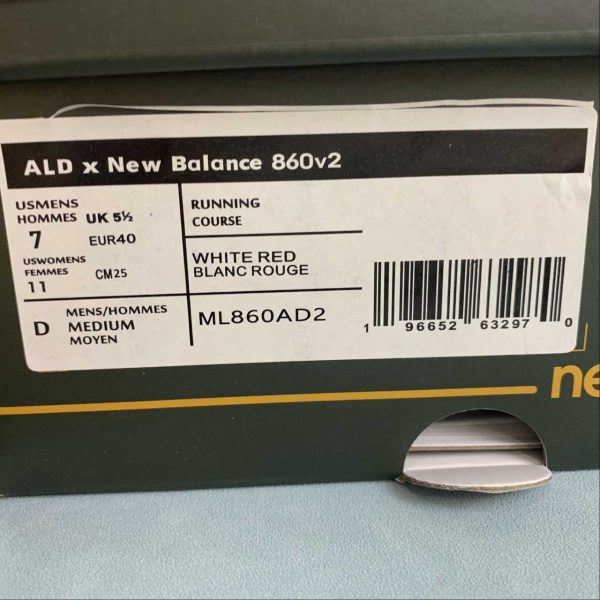 ALD x New Balance 860v2
USMENS
HOMMES UK 5½
7 EUR40
USWOMENS
FEMMES
11 CM25
D MENS/HOMMES
MEDIUM
MOYEN
RUNNING
COURSE
WHITE RED
BLANC ROUGE
ML860AD2
1 96652 63297 0
ne